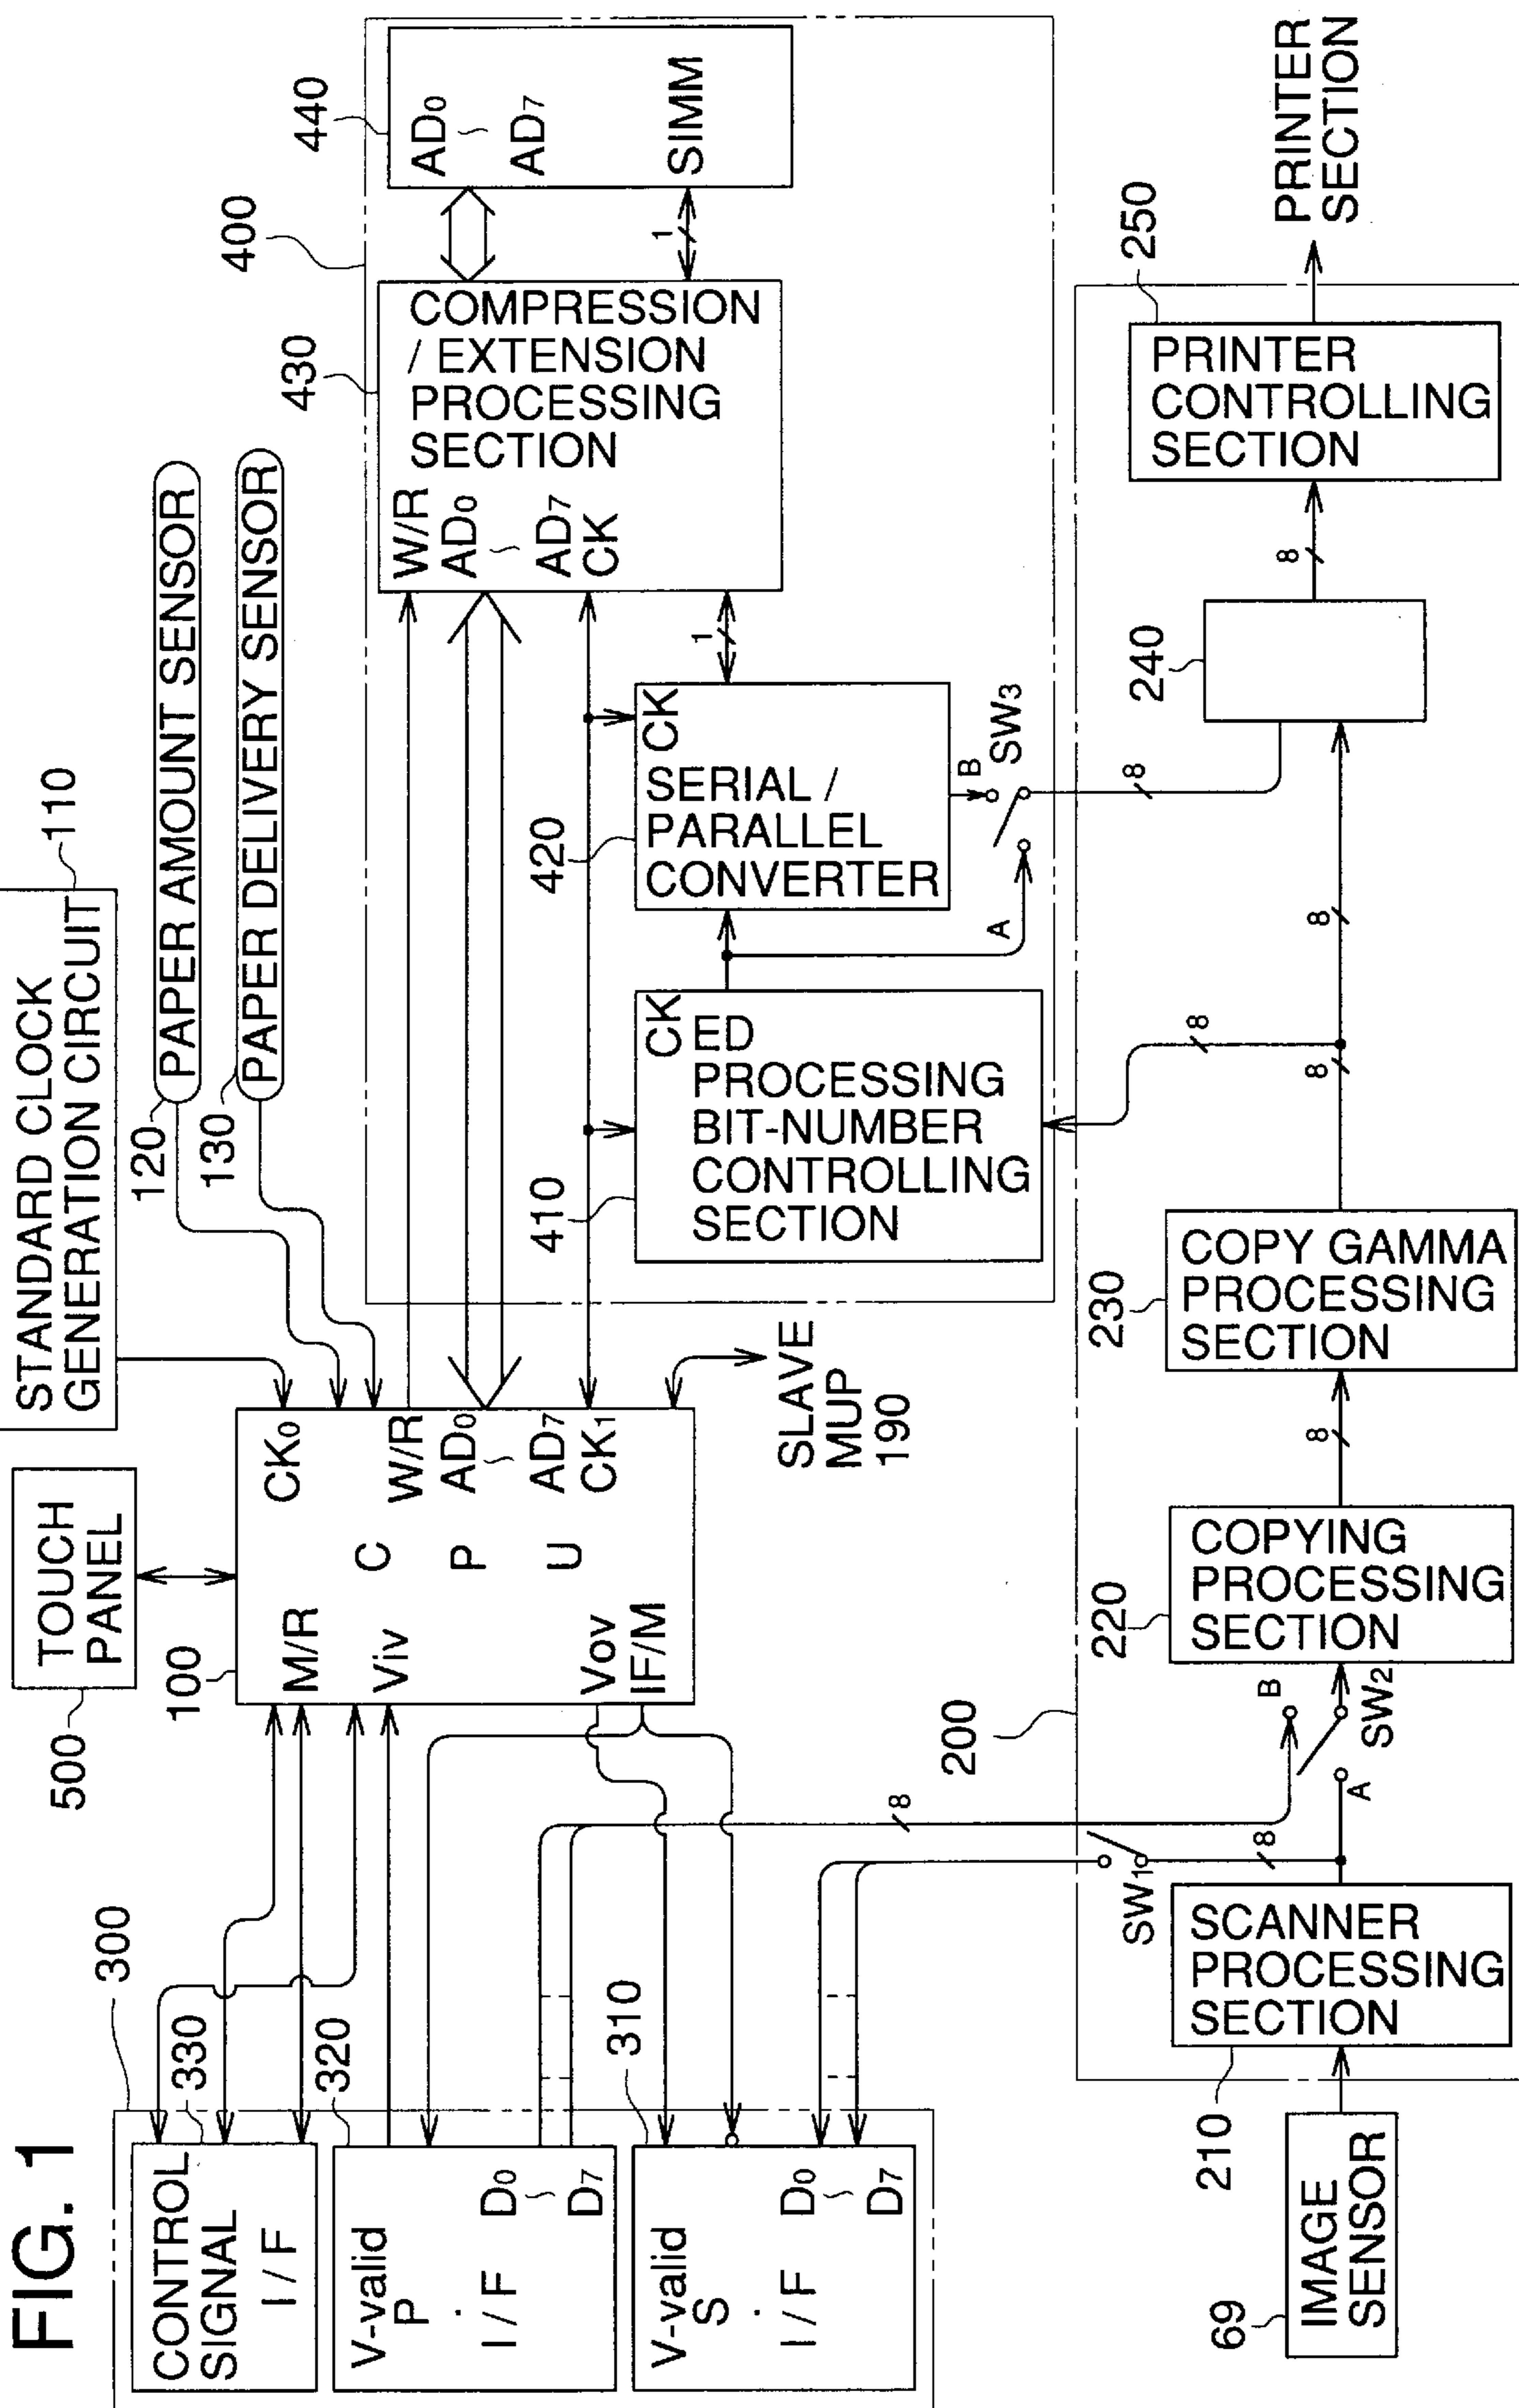 FIG. 1
STANDARD CLOCK
GENERATION CIRCUIT
110
120
PAPER AMOUNT SENSOR
130
PAPER DELIVERY SENSOR
500
TOUCH
PANEL
100
M/R
Viv
Vov
IF/M
C
P
U
CK0
W/R
AD0
~
AD7
CK1
SLAVE
MUP
190
300
330
CONTROL
SIGNAL
I / F
320
V-valid
P
·
I / F
D0
~
D7
310
V-valid
S
·
I / F
D0
~
D7
400
410
CK
ED
PROCESSING
BIT-NUMBER
CONTROLLING
SECTION
420
CK
SERIAL /
PARALLEL
CONVERTER
A
B
SW3
430
COMPRESSION
/ EXTENSION
PROCESSING
SECTION
W/R
AD0
~
AD7
CK
1
1
440
AD0
~
AD7
SIMM
200
69
IMAGE
SENSOR
210
SCANNER
PROCESSING
SECTION
SW1
8
8
A
B
SW2
220
COPYING
PROCESSING
SECTION
8
230
COPY GAMMA
PROCESSING
SECTION
8
8
8
8
240
8
250
PRINTER
CONTROLLING
SECTION
PRINTER
SECTION